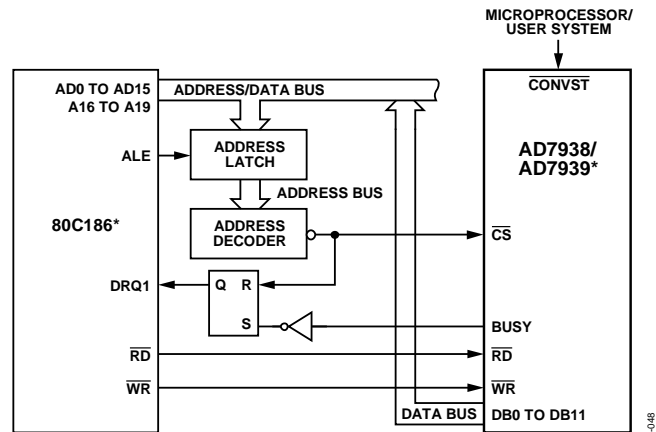 MICROPROCESSOR/
USER SYSTEM
AD0 TO AD15
A16 TO A19
ADDRESS/DATA BUS
CONVST
ALE
ADDRESS
LATCH
AD7938/
AD7939*
ADDRESS BUS
80C186*
ADDRESS
DECODER
CS
DRQ1
Q R
S
BUSY
RD
RD
WR
WR
DATA BUS
DB0 TO DB11
-048